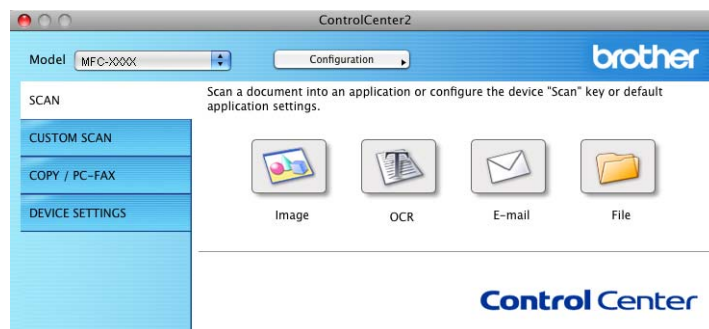 ControlCenter2
Model MFC-XXXX Configuration brother
SCAN
CUSTOM SCAN
COPY / PC-FAX
DEVICE SETTINGS
Scan a document into an application or configure the device "Scan" key or default
application settings.
Image OCR E-mail File
Control Center